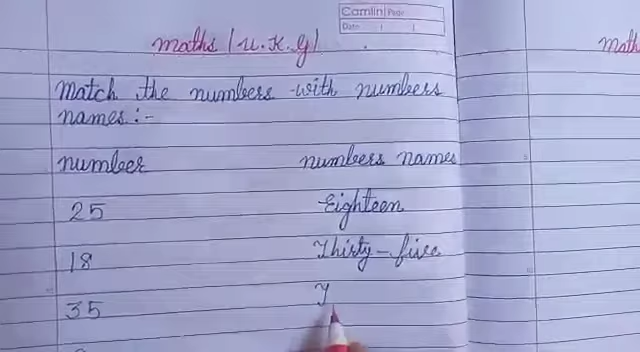 Camlin Page
Date / /
maths (U.K.G) math
match the numbers with numbers
names :-
number numbers names
25 Eighteen
18 Thirty-five
35 T